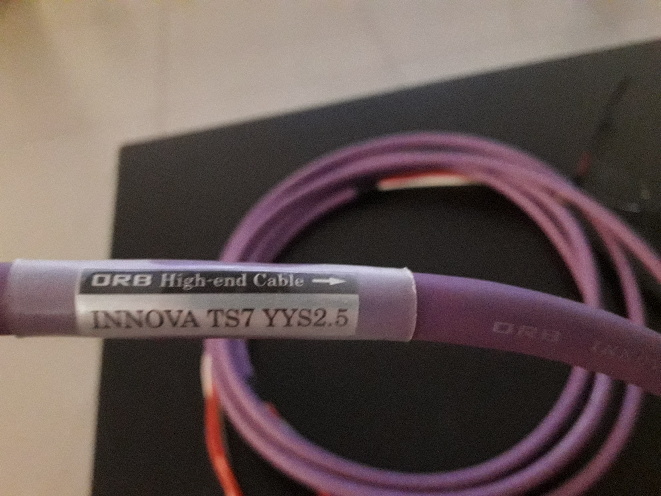 ORB High-end Cable →
INNOVA TS7 YYS2.5
ORB